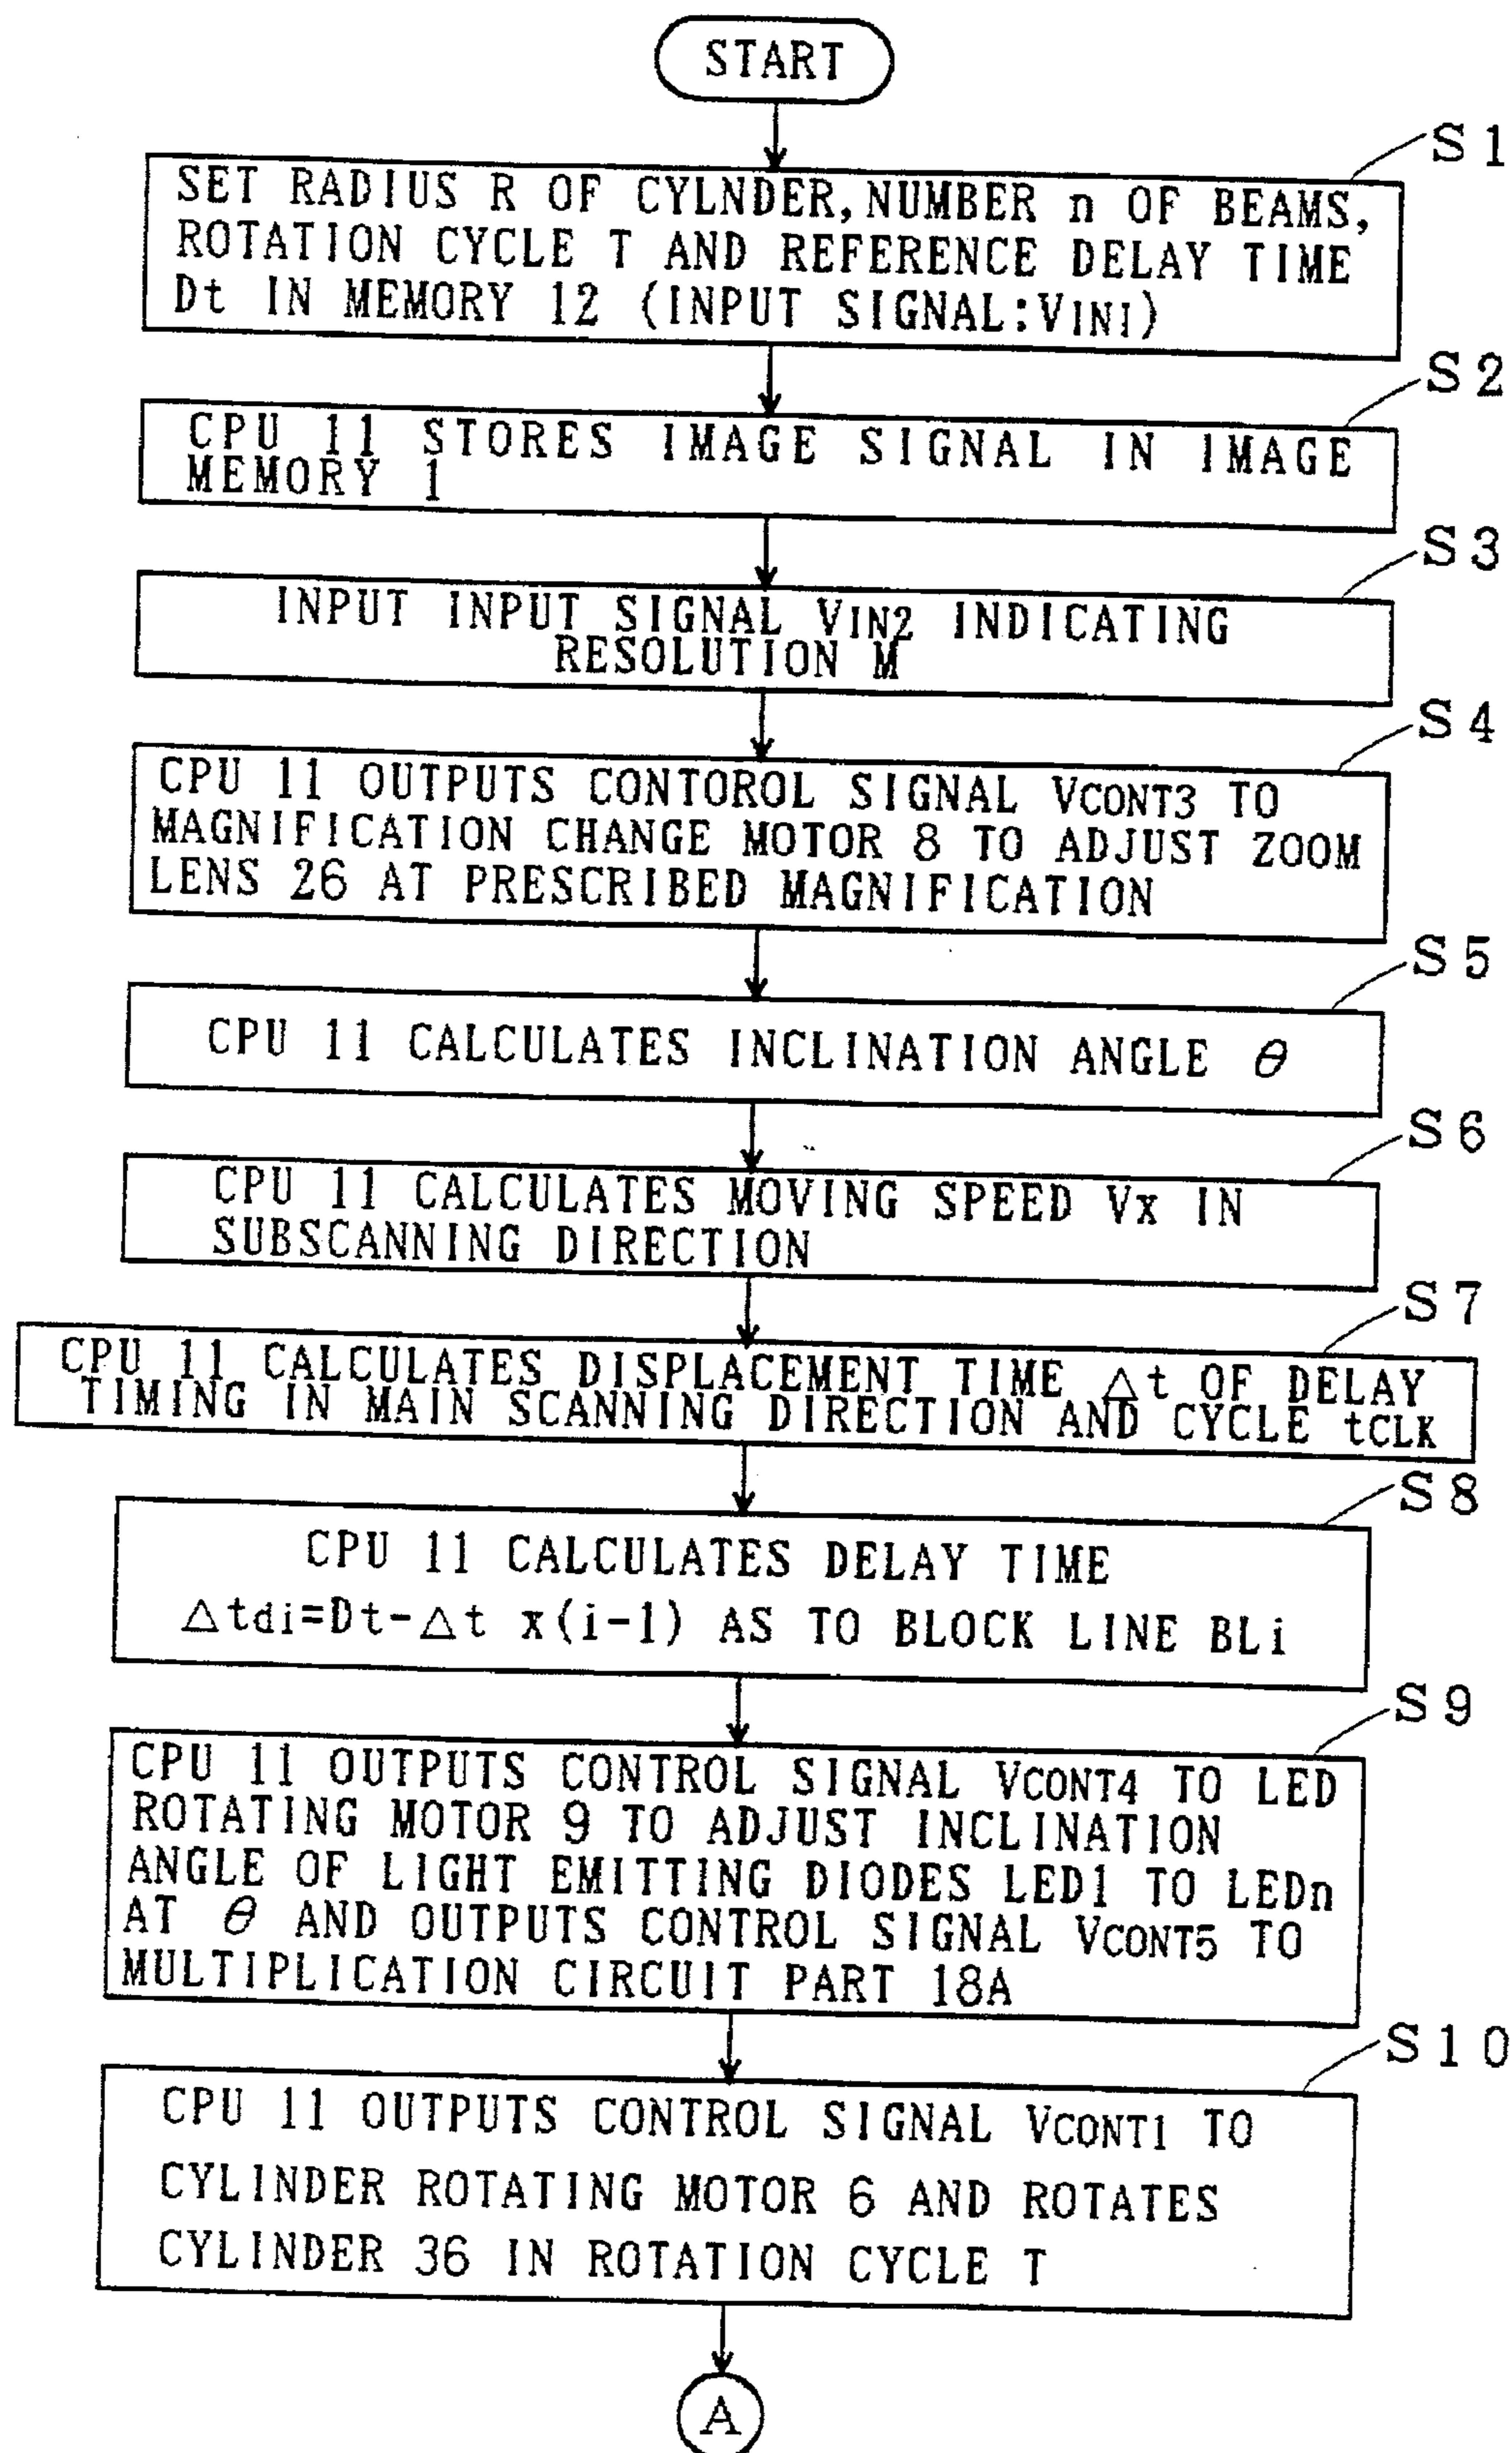 START
S1
SET RADIUS R OF CYLNDER, NUMBER n OF BEAMS,
ROTATION CYCLE T AND REFERENCE DELAY TIME
Dt IN MEMORY 12 (INPUT SIGNAL:VIN1)
S2
CPU 11 STORES IMAGE SIGNAL IN IMAGE
MEMORY 1
S3
INPUT INPUT SIGNAL VIN2 INDICATING
RESOLUTION M
S4
CPU 11 OUTPUTS CONTOROL SIGNAL VCONT3 TO
MAGNIFICATION CHANGE MOTOR 8 TO ADJUST ZOOM
LENS 26 AT PRESCRIBED MAGNIFICATION
S5
CPU 11 CALCULATES INCLINATION ANGLE θ
S6
CPU 11 CALCULATES MOVING SPEED Vx IN
SUBSCANNING DIRECTION
S7
CPU 11 CALCULATES DISPLACEMENT TIME Δt OF DELAY
TIMING IN MAIN SCANNING DIRECTION AND CYCLE tCLK
S8
CPU 11 CALCULATES DELAY TIME
Δtdi=Dt-Δt x(i-1) AS TO BLOCK LINE BLi
S9
CPU 11 OUTPUTS CONTROL SIGNAL VCONT4 TO LED
ROTATING MOTOR 9 TO ADJUST INCLINATION
ANGLE OF LIGHT EMITTING DIODES LED1 TO LEDn
AT θ AND OUTPUTS CONTROL SIGNAL VCONT5 TO
MULTIPLICATION CIRCUIT PART 18A
S10
CPU 11 OUTPUTS CONTROL SIGNAL VCONT1 TO
CYLINDER ROTATING MOTOR 6 AND ROTATES
CYLINDER 36 IN ROTATION CYCLE T
A